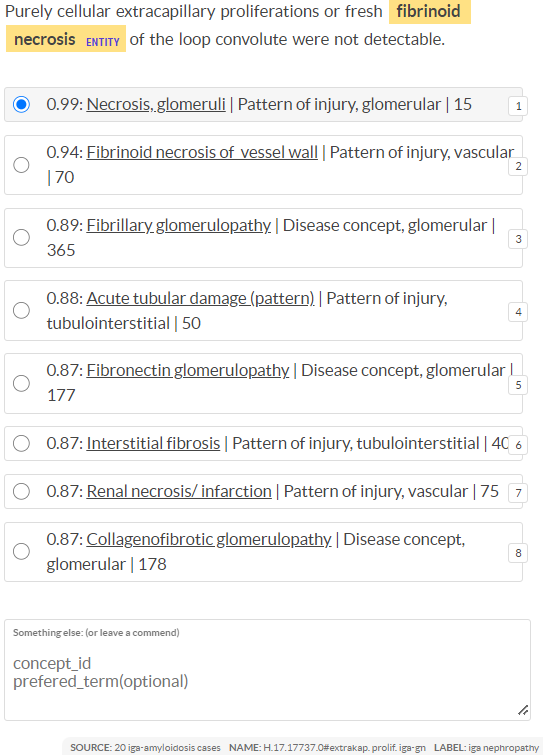 Purely cellular extracapillary proliferations or fresh fibrinoid
necrosis ENTITY of the loop convolute were not detectable.
0.99: Necrosis, glomeruli | Pattern of injury, glomerular | 15
1
0.94: Fibrinoid necrosis of vessel wall | Pattern of injury, vascular
| 70
2
0.89: Fibrillary glomerulopathy | Disease concept, glomerular |
365
3
0.88: Acute tubular damage (pattern) | Pattern of injury,
tubulointerstitial | 50
4
0.87: Fibronectin glomerulopathy | Disease concept, glomerular |
177
5
0.87: Interstitial fibrosis | Pattern of injury, tubulointerstitial | 40
6
0.87: Renal necrosis/ infarction | Pattern of injury, vascular | 75
7
0.87: Collagenofibrotic glomerulopathy | Disease concept,
glomerular | 178
8
Something else: (or leave a commend)
concept_id
prefered_term(optional)
SOURCE: 20 iga-amyloidosis cases NAME: H.17.17737.0#extrakap. prolif. iga-gn LABEL: iga nephropathy